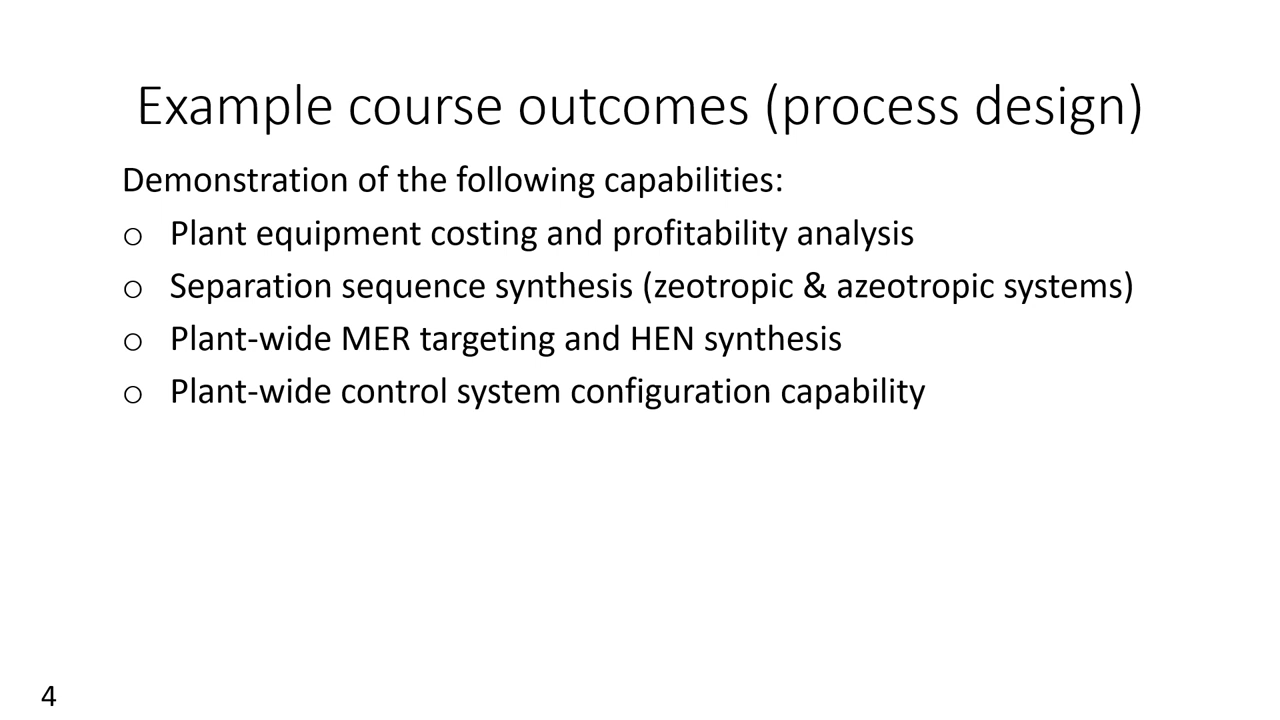 Example course outcomes (process design)
Demonstration of the following capabilities:
o Plant equipment costing and profitability analysis
o Separation sequence synthesis (zeotropic & azeotropic systems)
o Plant-wide MER targeting and HEN synthesis
o Plant-wide control system configuration capability
4